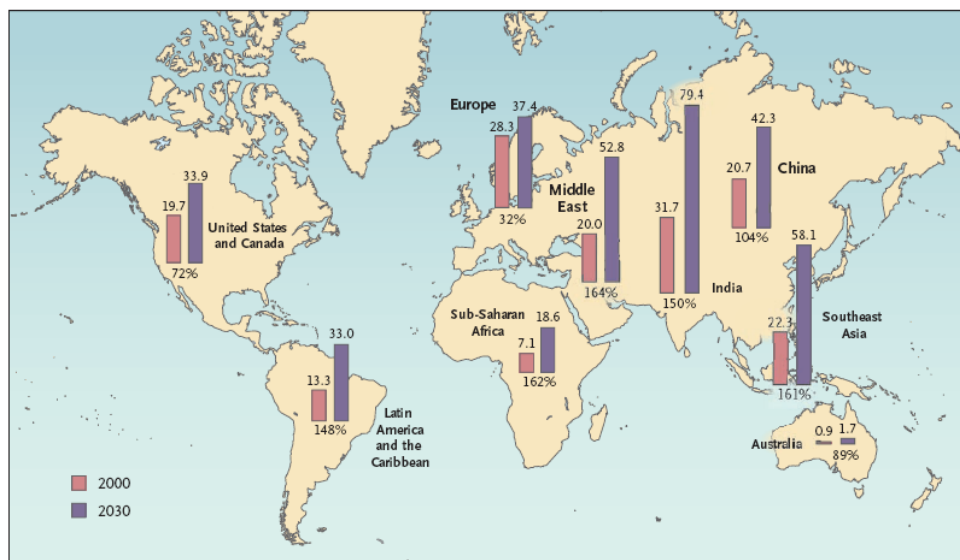 79.4
Europe
37.4
28.3
42.3
52.8
20.7
China
33.9
Middle
East
31.7
19.7
20.0
32%
104%
United States
and Canada
58.1
72%
164%
150%
India
Sub-Saharan
Africa
18.6
Southeast
Asia
22.3
33.0
7.1
162%
13.3
161%
Latin
America
and the
Caribbean
148%
0.9
1.7
Australia
89%
2000
2030